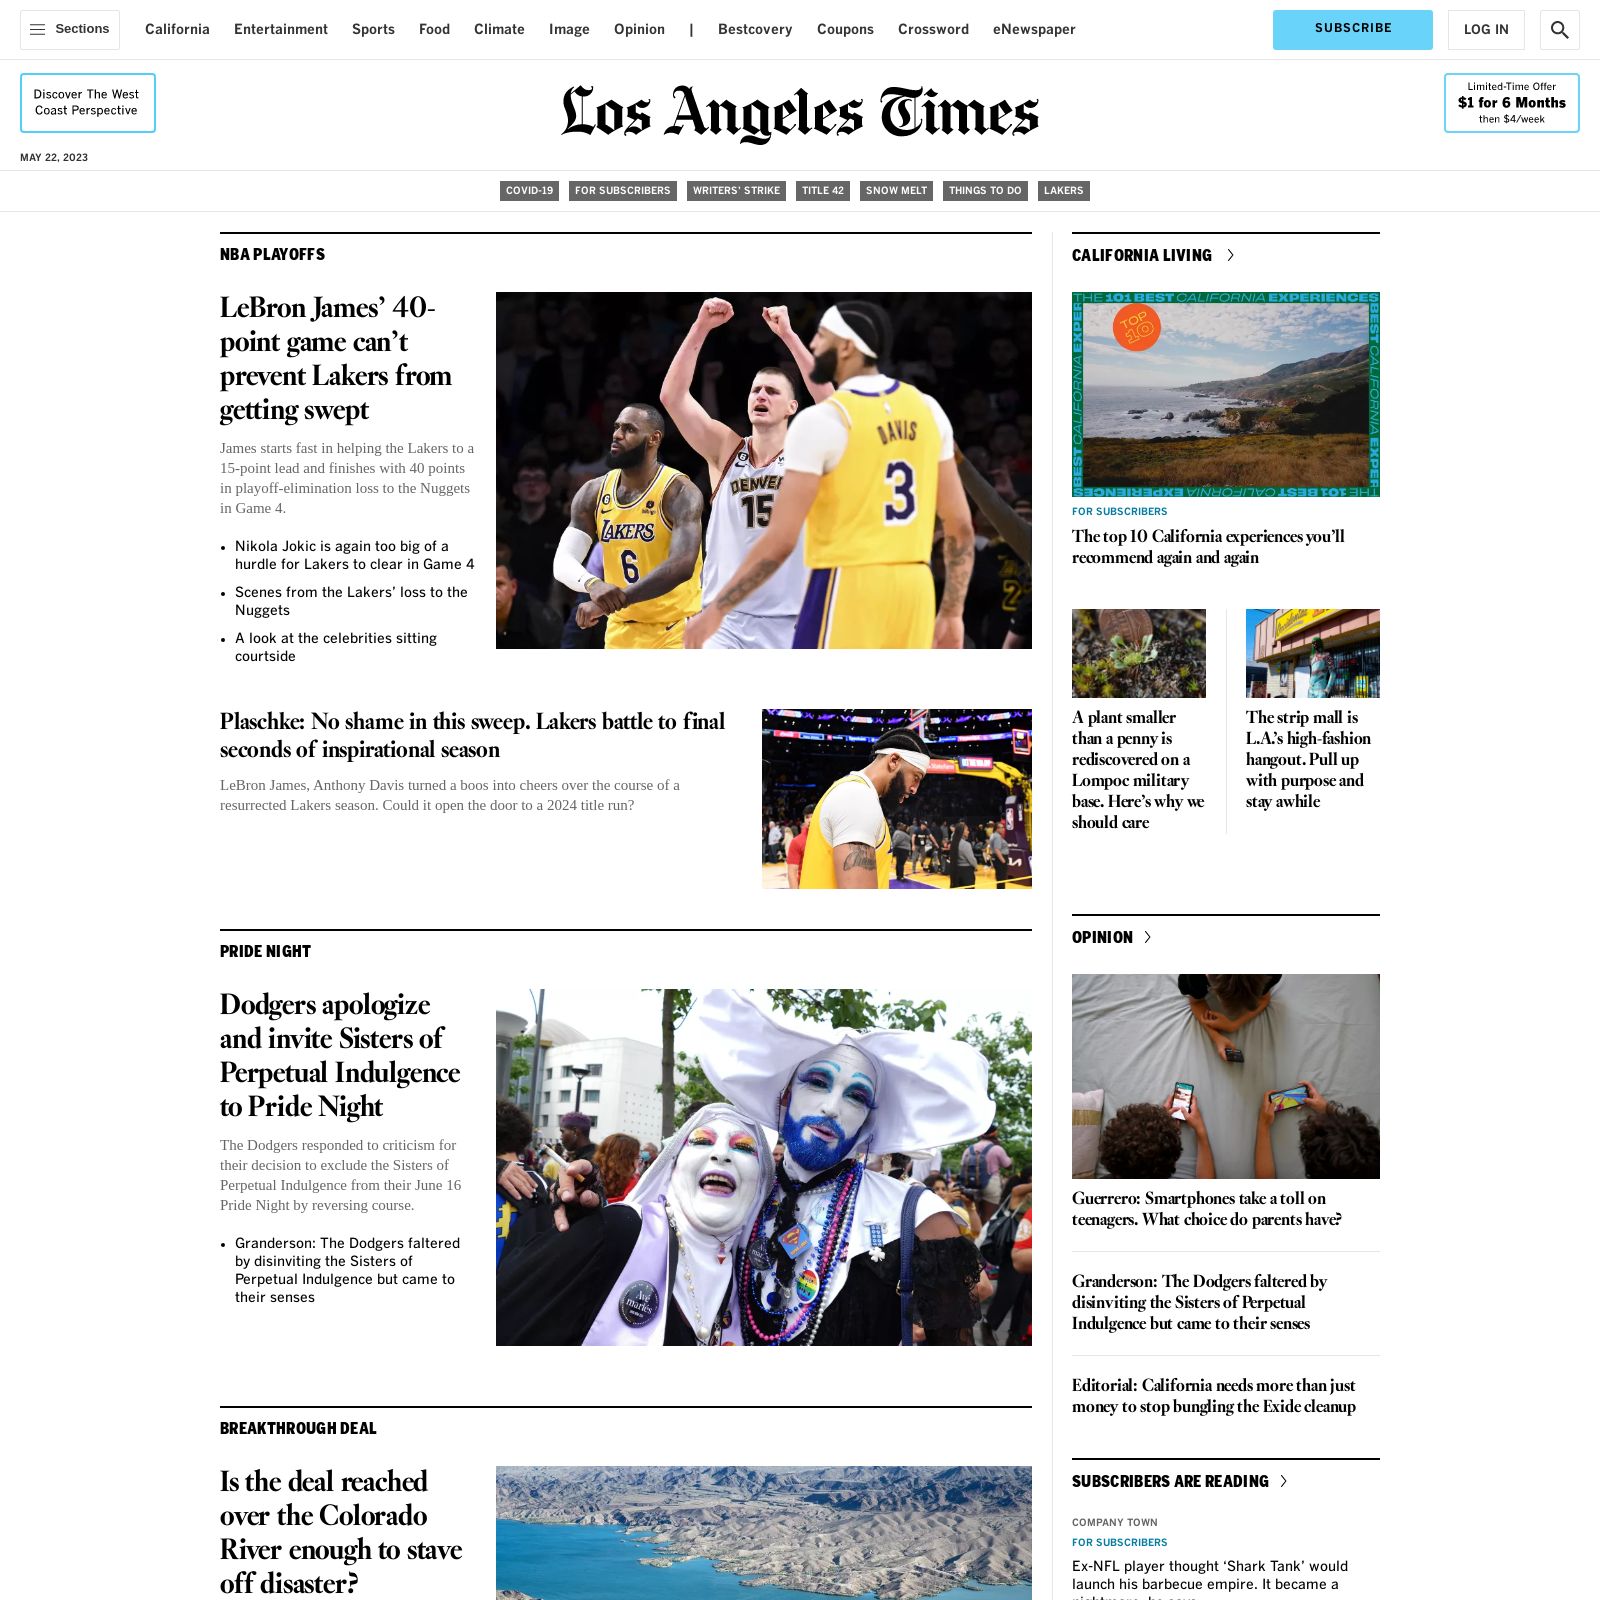 Sections
California
Entertainment
Sports
Food
Climate
Image
Opinion
|
Bestcovery
Coupons
Crossword
eNewspaper
SUBSCRIBE
LOG IN
Discover The West
Coast Perspective
Los Angeles Times
Limited-Time Offer
$1 for 6 Months
then $4/week
MAY 22, 2023
COVID-19
FOR SUBSCRIBERS
WRITERS' STRIKE
TITLE 42
SNOW MELT
THINGS TO DO
LAKERS
NBA PLAYOFFS
LeBron James’ 40-
point game can’t
prevent Lakers from
getting swept
James starts fast in helping the Lakers to a
15-point lead and finishes with 40 points
in playoff-elimination loss to the Nuggets
in Game 4.
Nikola Jokic is again too big of a
hurdle for Lakers to clear in Game 4
Scenes from the Lakers’ loss to the
Nuggets
A look at the celebrities sitting
courtside
LAKERS
6
DENVER
15
DAVIS
3
Plaschke: No shame in this sweep. Lakers battle to final
seconds of inspirational season
LeBron James, Anthony Davis turned a boos into cheers over the course of a
resurrected Lakers season. Could it open the door to a 2024 title run?
PRIDE NIGHT
Dodgers apologize
and invite Sisters of
Perpetual Indulgence
to Pride Night
The Dodgers responded to criticism for
their decision to exclude the Sisters of
Perpetual Indulgence from their June 16
Pride Night by reversing course.
Granderson: The Dodgers faltered
by disinviting the Sisters of
Perpetual Indulgence but came to
their senses
BREAKTHROUGH DEAL
Is the deal reached
over the Colorado
River enough to stave
off disaster?
CALIFORNIA LIVING
THE 101 BEST CALIFORNIA EXPERIENCES
TOP
10
FOR SUBSCRIBERS
The top 10 California experiences you’ll
recommend again and again
A plant smaller
than a penny is
rediscovered on a
Lompoc military
base. Here’s why we
should care
The strip mall is
L.A.’s high-fashion
hangout. Pull up
with purpose and
stay awhile
OPINION
Guerrero: Smartphones take a toll on
teenagers. What choice do parents have?
Granderson: The Dodgers faltered by
disinviting the Sisters of Perpetual
Indulgence but came to their senses
Editorial: California needs more than just
money to stop bungling the Exide cleanup
SUBSCRIBERS ARE READING
COMPANY TOWN
FOR SUBSCRIBERS
Ex-NFL player thought ‘Shark Tank’ would
launch his barbecue empire. It became a